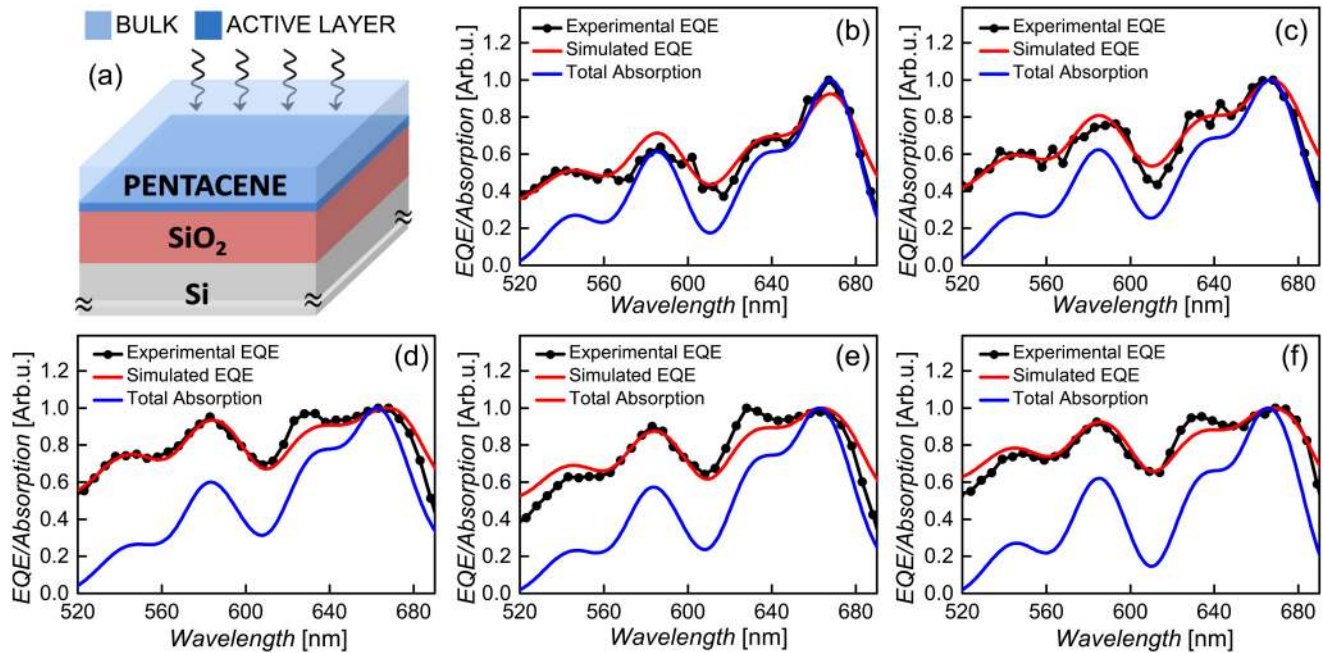 BULK ACTIVE LAYER
(a)
PENTACENE
SiO2
Si
≈ ≈ ≈
(b)
Experimental EQE
Simulated EQE
Total Absorption
EQE/Absorption [Arb.u.]
1.2
1.0
0.8
0.6
0.4
0.2
0.0
520 560 600 640 680
Wavelength [nm]
(c)
Experimental EQE
Simulated EQE
Total Absorption
EQE/Absorption [Arb.u.]
1.2
1.0
0.8
0.6
0.4
0.2
0.0
520 560 600 640 680
Wavelength [nm]
(d)
Experimental EQE
Simulated EQE
Total Absorption
EQE/Absorption [Arb.u.]
1.2
1.0
0.8
0.6
0.4
0.2
0.0
520 560 600 640 680
Wavelength [nm]
(e)
Experimental EQE
Simulated EQE
Total Absorption
EQE/Absorption [Arb.u.]
1.2
1.0
0.8
0.6
0.4
0.2
0.0
520 560 600 640 680
Wavelength [nm]
(f)
Experimental EQE
Simulated EQE
Total Absorption
EQE/Absorption [Arb.u.]
1.2
1.0
0.8
0.6
0.4
0.2
0.0
520 560 600 640 680
Wavelength [nm]